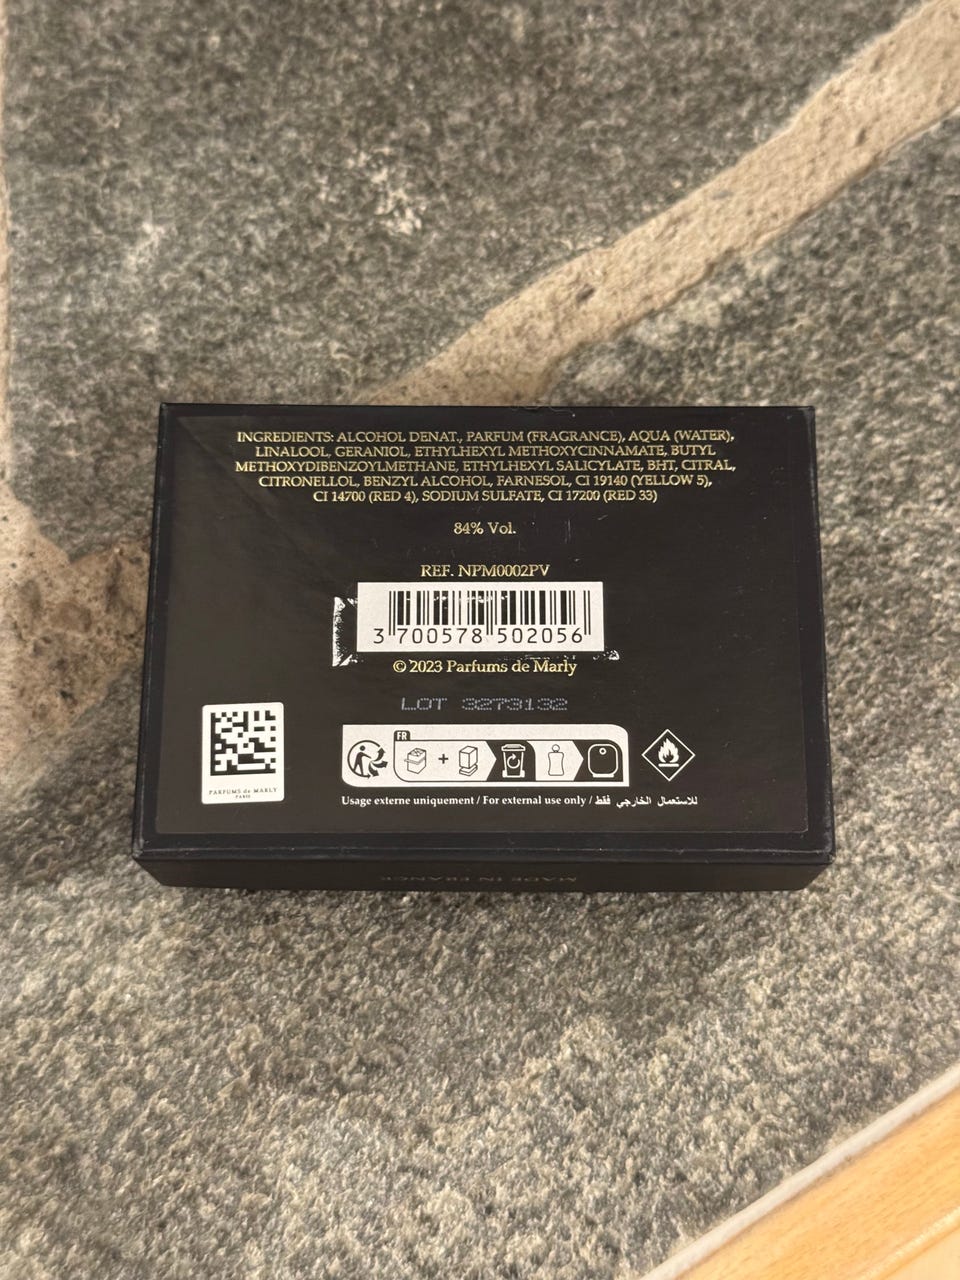 INGREDIENTS: ALCOHOL DENAT., PARFUM (FRAGRANCE), AQUA (WATER),
LINALOOL, GERANIOL, ETHYLHEXYL METHOXYCINNAMATE, BUTYL
METHOXYDIBENZOYLMETHANE, ETHYLHEXYL SALICYLATE, BHT, CITRAL,
CITRONELLOL, BENZYL ALCOHOL, FARNESOL, CI 19140 (YELLOW 5),
CI 14700 (RED 4), SODIUM SULFATE, CI 17200 (RED 33)
84% Vol.
REF. NPM0002PV
3 700578 502056
© 2023 Parfums de Marly
LOT 3273132
FR
PARFUMS de MARLY
PARIS
Usage externe uniquement / For external use only / للاستعمال الخارجي فقط
MADE IN FRANCE